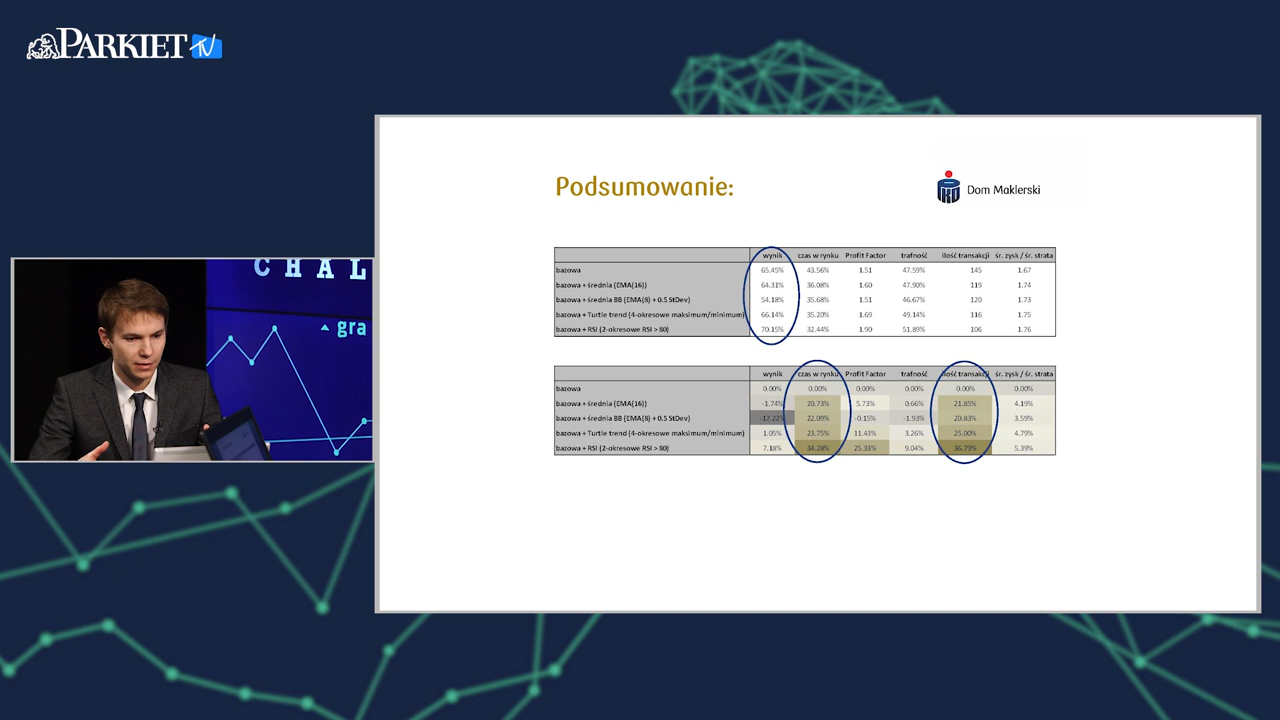 PARKIET TV
Podsumowanie:
Dom Maklerski
CHAL
gra
wynik czas w rynku Profit Factor trafność ilość transakcji śr. zysk / śr. strata
bazowa 65.45% 43.56% 1.51 47.59% 145 1.67
bazowa + średnia (EMA(16)) 64.31% 36.08% 1.60 47.90% 119 1.74
bazowa + średnia BB (EMA(8) + 0.5 StDev) 54.18% 35.68% 1.51 46.67% 120 1.73
bazowa + Turtle trend (4-okresowe maksimum/minimum) 66.14% 35.20% 1.69 49.14% 116 1.75
bazowa + RSI (2-okresowe RSI > 80) 70.15% 32.44% 1.90 51.89% 106 1.76
wynik czas w rynku Profit Factor trafność ilość transakcji śr. zysk / śr. strata
bazowa 0.00% 0.00% 0.00% 0.00% 0.00% 0.00%
bazowa + średnia (EMA(16)) -1.74% 20.73% 5.73% 0.66% 21.85% 4.19%
bazowa + średnia BB (EMA(8) + 0.5 StDev) -17.22% 22.09% -0.15% -1.93% 20.83% 3.59%
bazowa + Turtle trend (4-okresowe maksimum/minimum) 1.05% 23.75% 11.43% 3.26% 25.00% 4.79%
bazowa + RSI (2-okresowe RSI > 80) 7.18% 34.28% 25.33% 9.04% 36.79% 5.39%